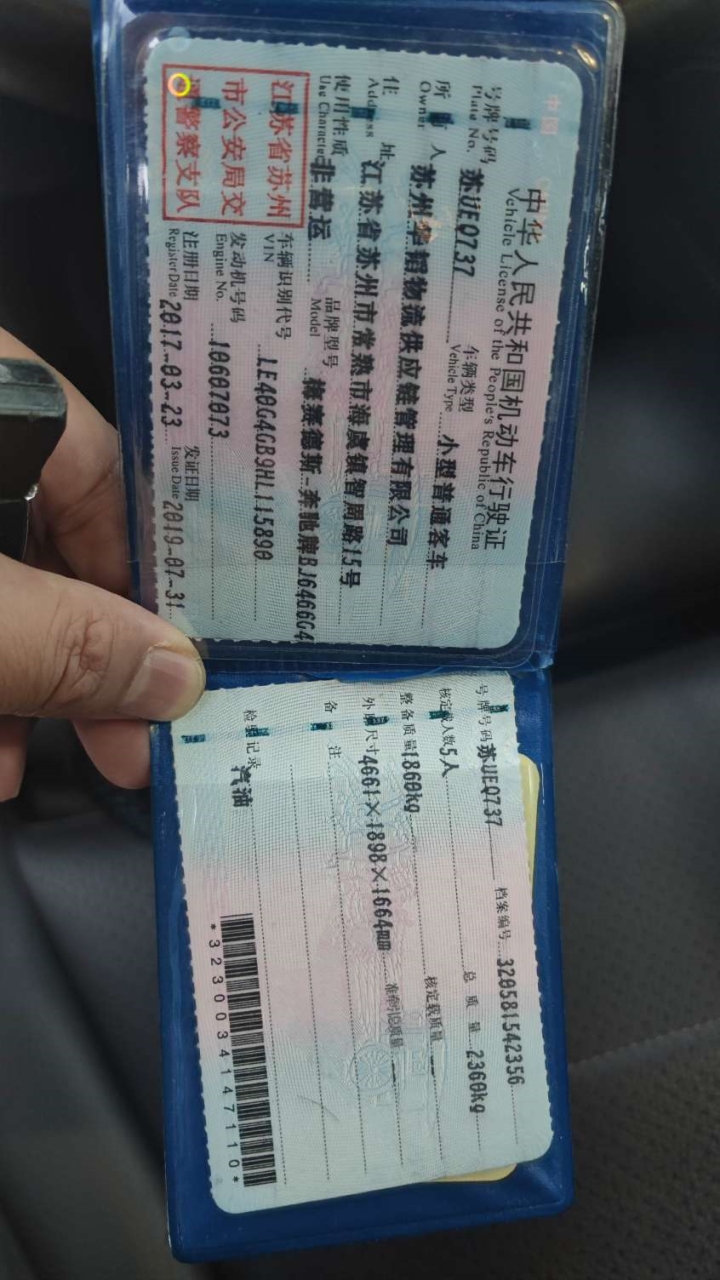 中华人民共和国机动车行驶证
Vehicle License of the People's Republic of China
号牌号码 苏UEQ737 车辆类型 小型普通客车
Plate No. Vehicle Type
所有人 苏州华韬物流供应链管理有限公司
Owner
住址 江苏省苏州市常熟市海虞镇智周路15号
Address
使用性质 非营运 品牌型号 梅赛德斯-奔驰牌BJ6466G4
Use Character Model
江苏省苏州
市公安局交
警察支队
车辆识别代号 LE40G4GB9HL115890
VIN
发动机号码 10607073
Engine No.
注册日期 2017-03-23 发证日期 2019-07-31
Register Date Issue Date
号牌号码 苏UEQ737 档案编号 320581542356
核定载人数 5人 总质量 2360kg
整备质量 1860kg 核定载质量
外廓尺寸 4661×1898×1664mm 准牵引总质量
备注
检验记录 汽油
*3230034147110*